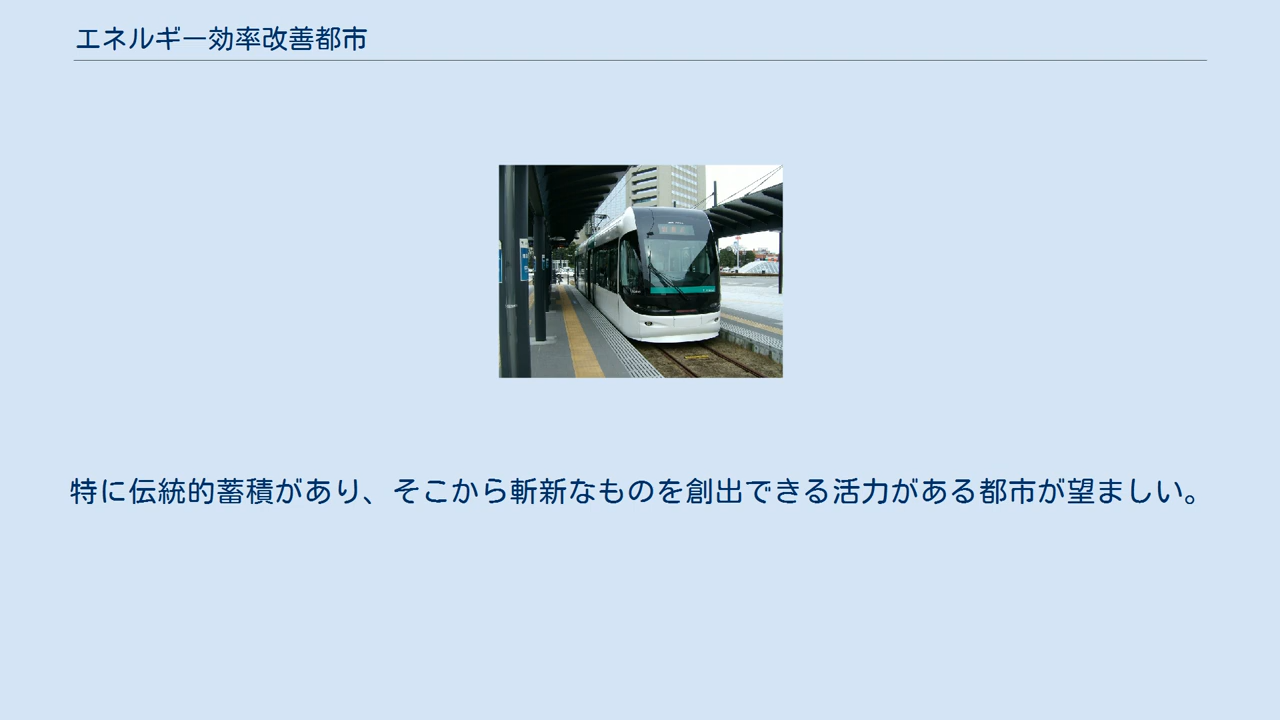 エネルギー効率改善都市
特に伝統的蓄積があり、そこから斬新なものを創出できる活力がある都市が望ましい。